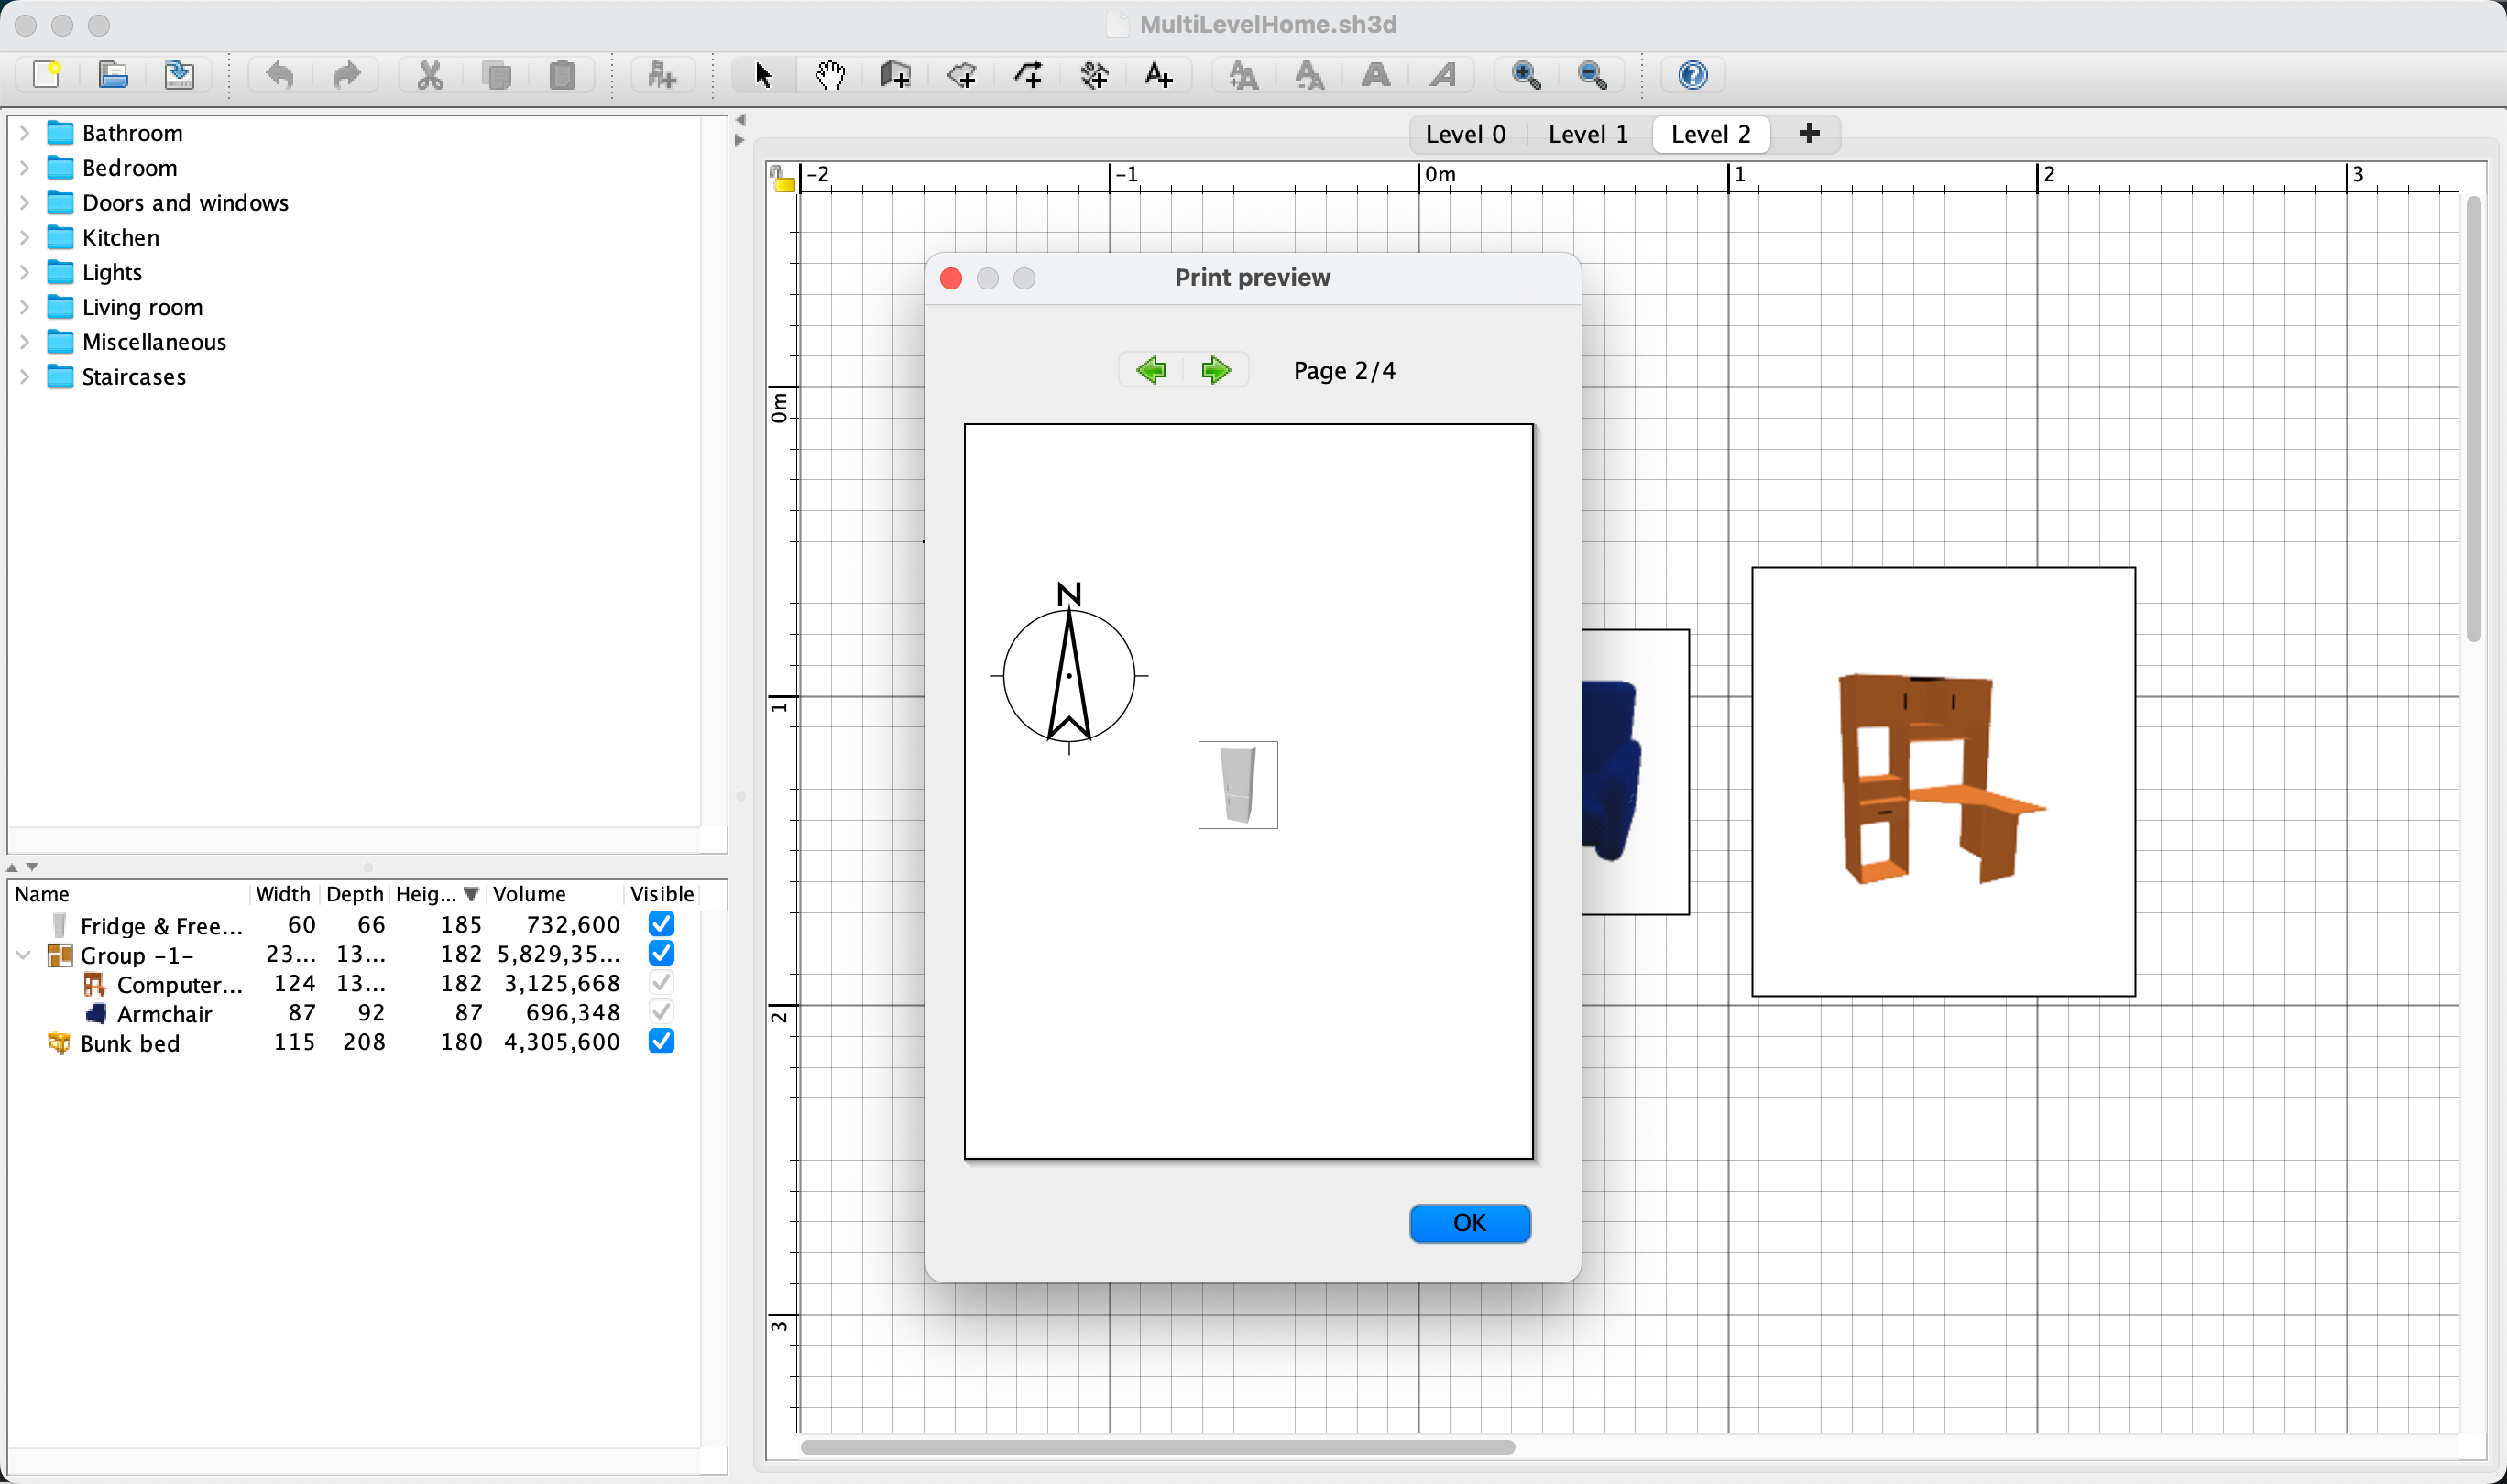 MultiLevelHome.sh3d
Bathroom
Bedroom
Doors and windows
Kitchen
Lights
Living room
Miscellaneous
Staircases
Level 0 Level 1 Level 2 +
-2 -1 0m 1 2 3
0m
1
2
3
Print preview
Page 2/4
N
OK
Name Width Depth Heig... Volume Visible
Fridge & Free... 60 66 185 732,600
Group -1- 23... 13... 182 5,829,35...
Computer... 124 13... 182 3,125,668
Armchair 87 92 87 696,348
Bunk bed 115 208 180 4,305,600